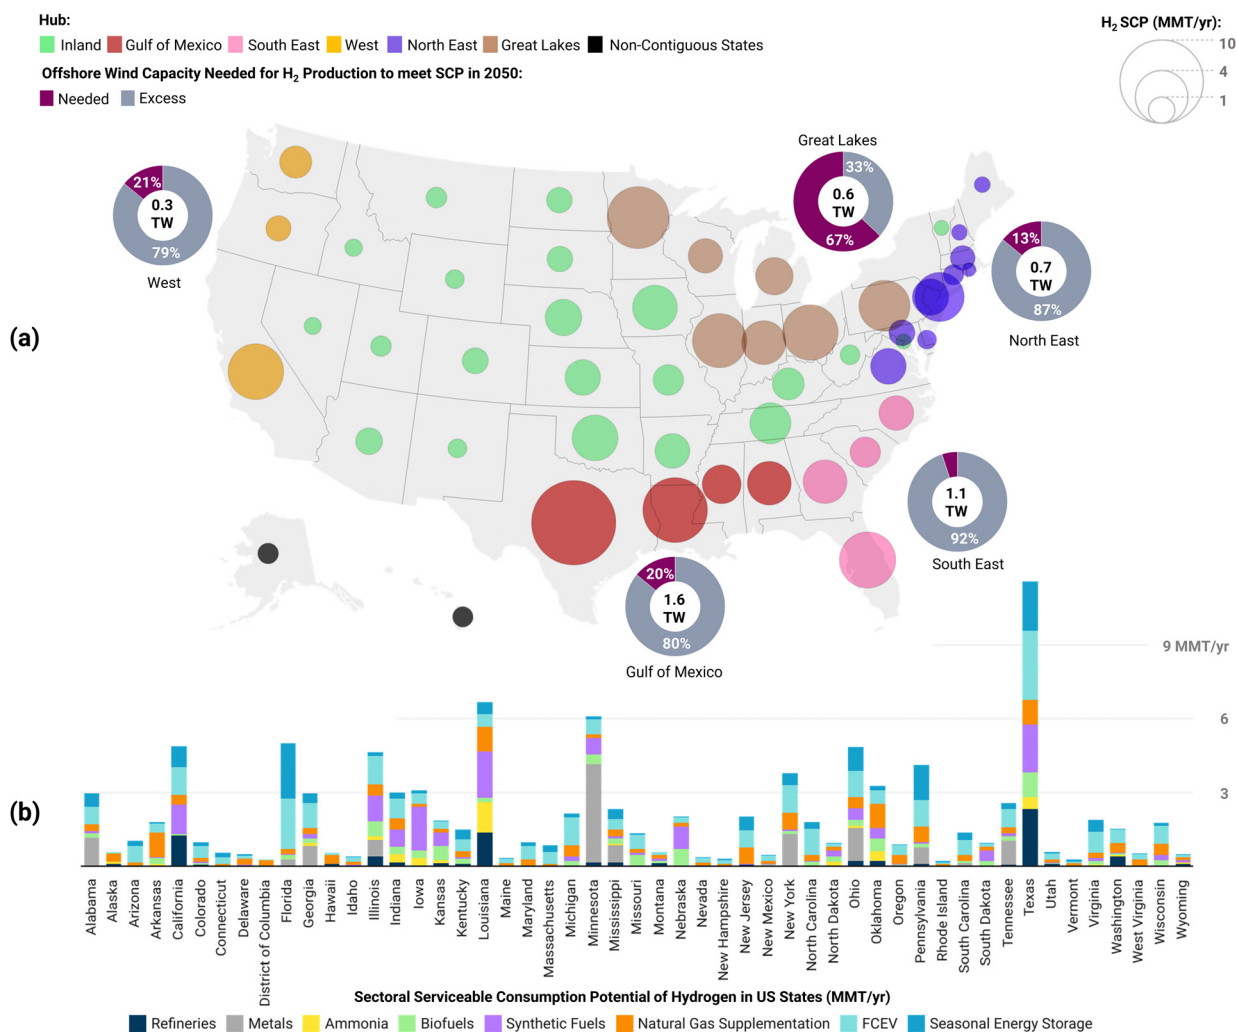 Hub:
Inland Gulf of Mexico South East West North East Great Lakes Non-Contiguous States
Offshore Wind Capacity Needed for H2 Production to meet SCP in 2050:
Needed Excess
H2 SCP (MMT/yr):
10
4
1
(a)
21%
0.3
TW
79%
West
Great Lakes
33%
0.6
TW
67%
13%
0.7
TW
87%
North East
1.1
TW
92%
South East
20%
1.6
TW
80%
Gulf of Mexico
(b)
9 MMT/yr
6
3
Alabama
Alaska
Arizona
Arkansas
California
Colorado
Connecticut
Delaware
District of Columbia
Florida
Georgia
Hawaii
Idaho
Illinois
Indiana
Iowa
Kansas
Kentucky
Louisiana
Maine
Maryland
Massachusetts
Michigan
Minnesota
Mississippi
Missouri
Montana
Nebraska
Nevada
New Hampshire
New Jersey
New Mexico
New York
North Carolina
North Dakota
Ohio
Oklahoma
Oregon
Pennsylvania
Rhode Island
South Carolina
South Dakota
Tennessee
Texas
Utah
Vermont
Virginia
Washington
West Virginia
Wisconsin
Wyoming
Sectoral Serviceable Consumption Potential of Hydrogen in US States (MMT/yr)
Refineries Metals Ammonia Biofuels Synthetic Fuels Natural Gas Supplementation FCEV Seasonal Energy Storage